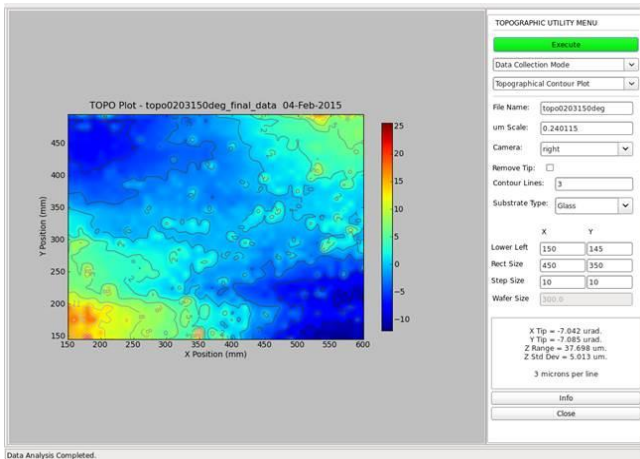 TOPO Plot - topo0203150deg_final_data 04-Feb-2015
Y Position (mm)
450
400
350
300
250
200
150
150 200 250 300 350 400 450 500 550 600
X Position (mm)
25
20
15
10
5
0
−5
−10
TOPOGRAPHIC UTILITY MENU
Execute
Data Collection Mode
Topographical Contour Plot
File Name: topo0203150deg
um Scale: 0.240115
Camera: right
Remove Tip:
Contour Lines: 3
Substrate Type: Glass
X Y
Lower Left 150 145
Rect Size 450 350
Step Size 10 10
Wafer Size 300.0
X Tip = -7.042 urad.
Y Tip = -7.085 urad.
Z Range = 37.698 um.
Z Std Dev = 5.013 um.
3 microns per line
Info
Close
Data Analysis Completed.